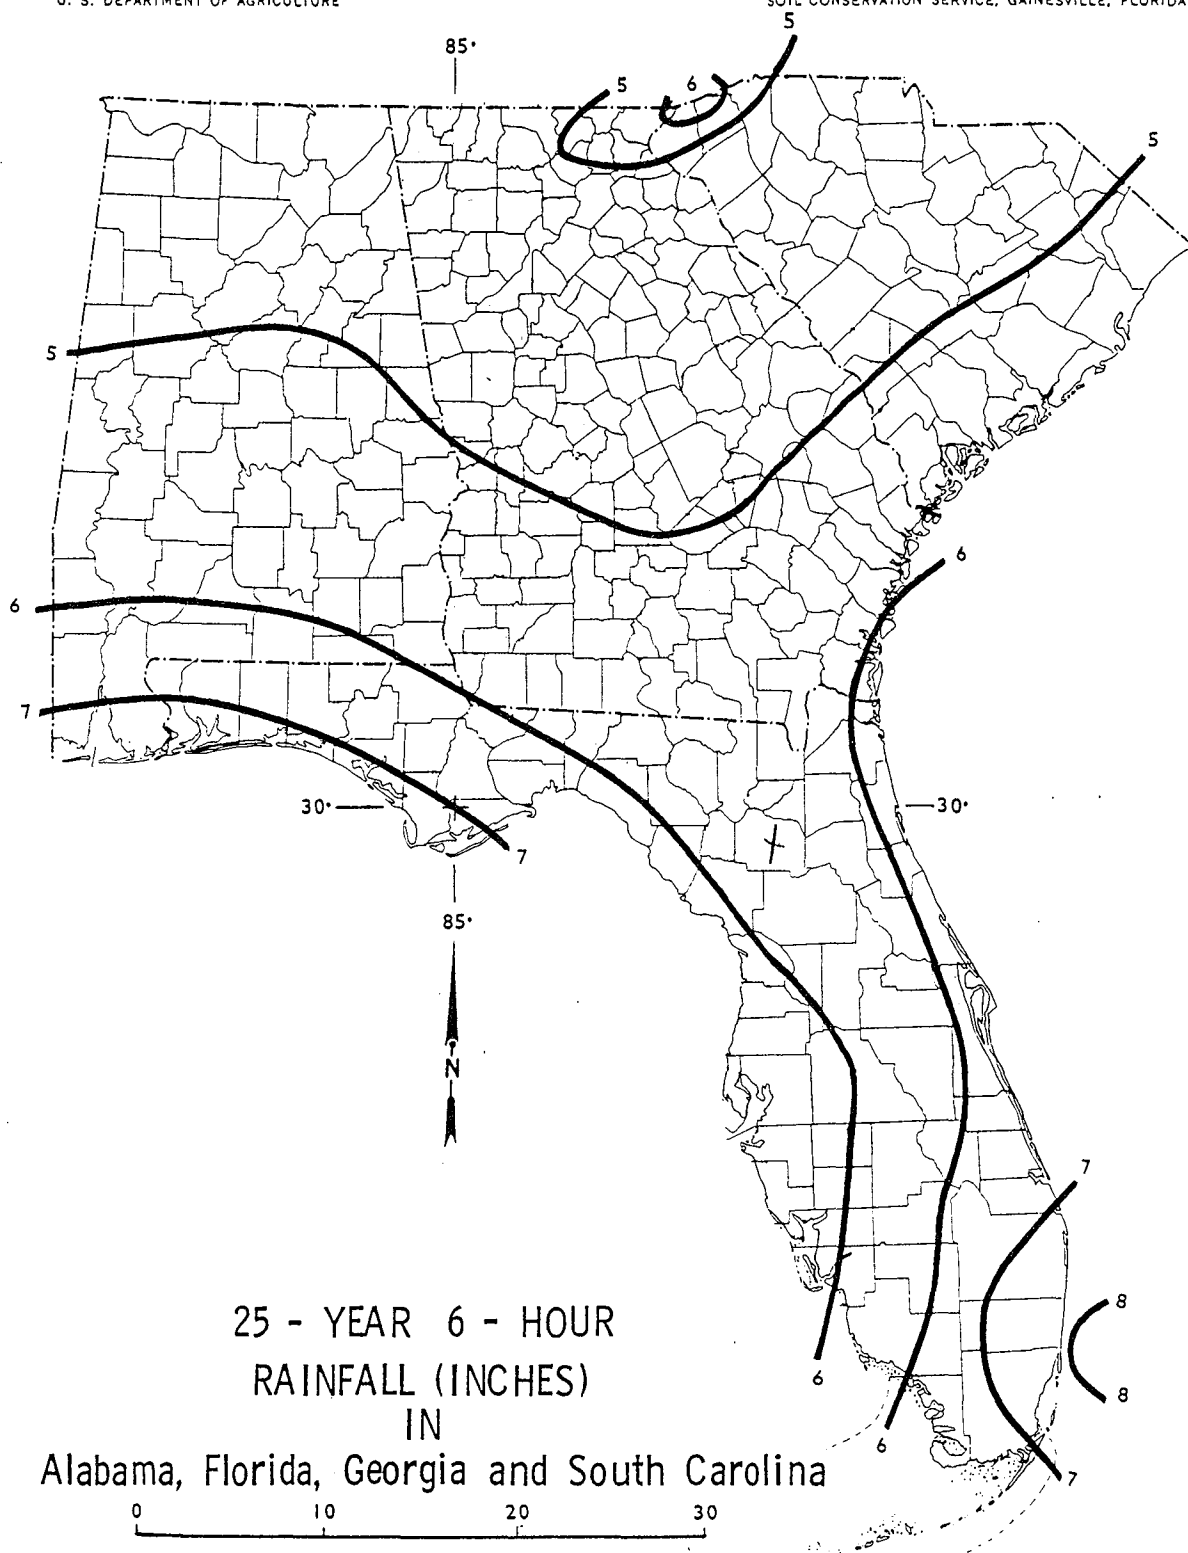 U. S. DEPARTMENT OF AGRICULTURE
SOIL CONSERVATION SERVICE, GAINESVILLE, FLORIDA
5
85°
5
6
5
5
6
6
7
30°
30°
7
85°
N
7
8
8
6
6
7
25 - YEAR 6 - HOUR
RAINFALL (INCHES)
IN
Alabama, Florida, Georgia and South Carolina
0 10 20 30